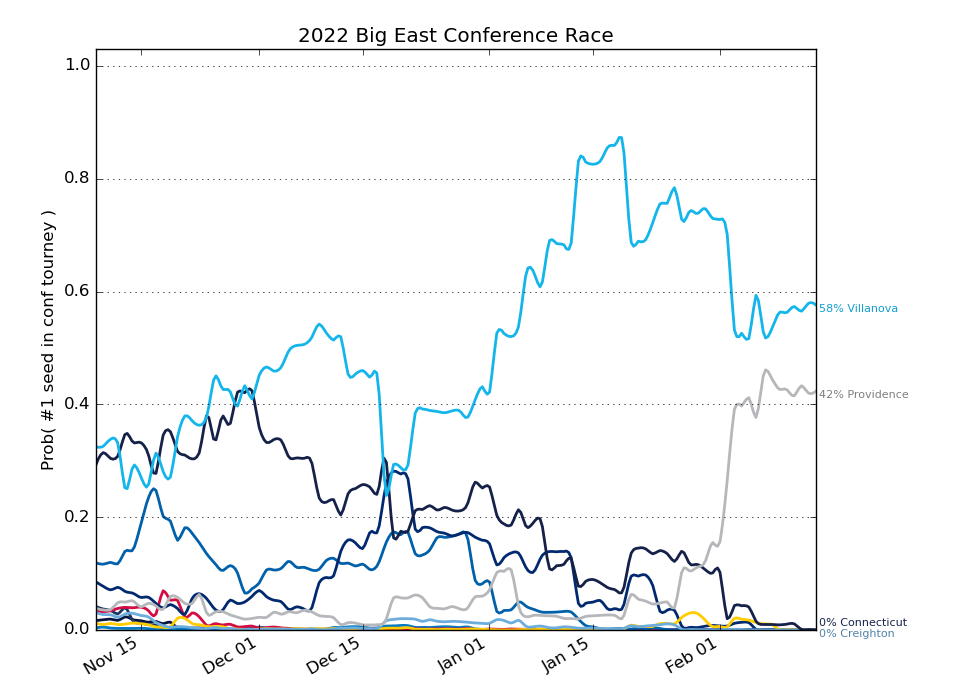 2022 Big East Conference Race
Prob( #1 seed in conf tourney )
1.0
0.8
0.6
0.4
0.2
0.0
58% Villanova
42% Providence
0% Connecticut
0% Creighton
Nov 15
Dec 01
Dec 15
Jan 01
Jan 15
Feb 01